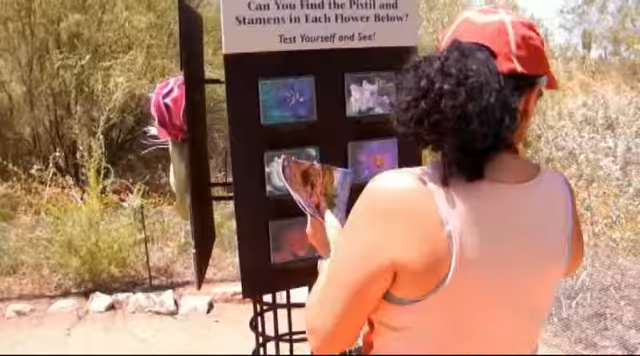 Can You Find the Pistil and
Stamens in Each Flower Below?
Test Yourself and See!